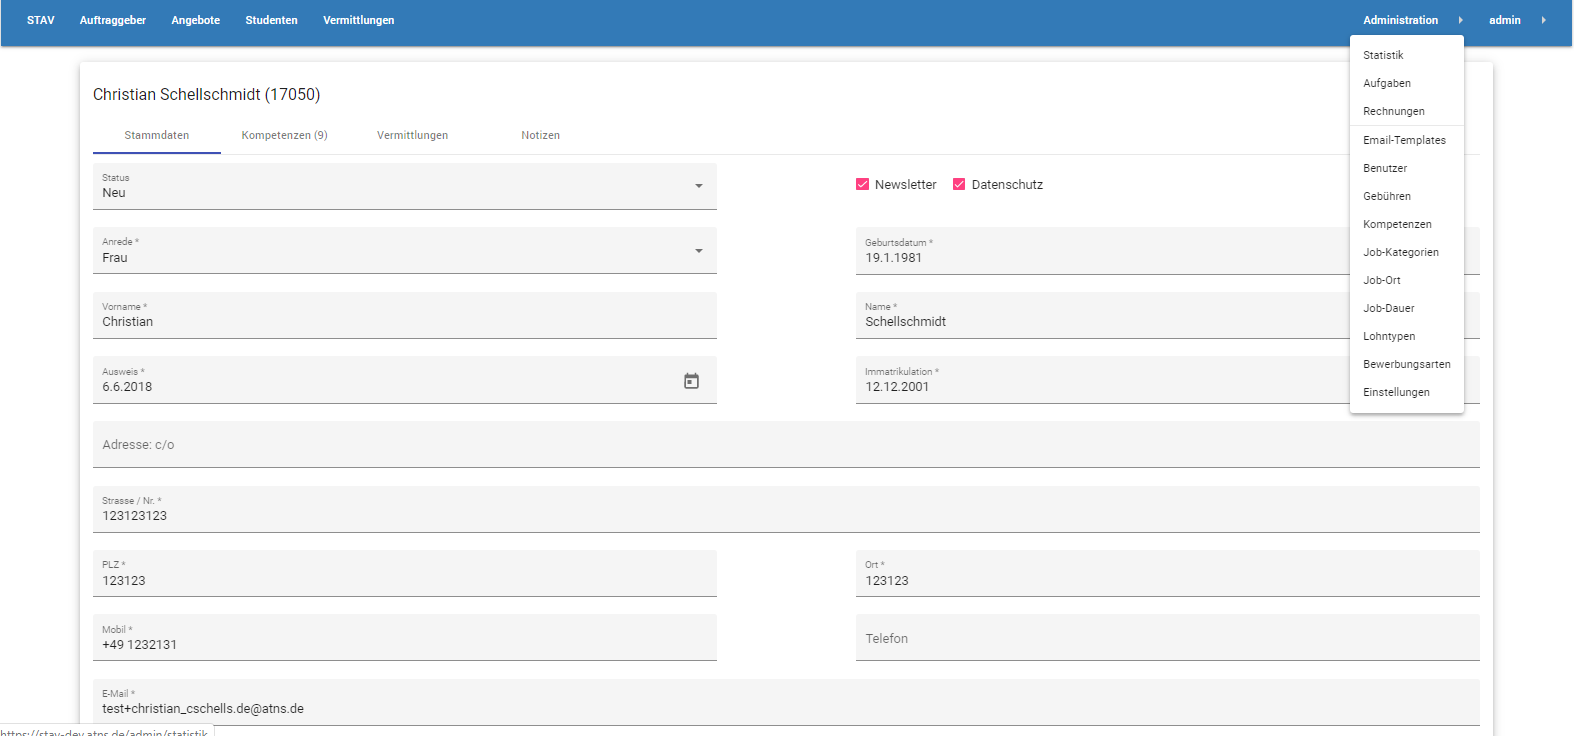 STAV Auftraggeber Angebote Studenten Vermittlungen Administration admin
Statistik
Aufgaben
Rechnungen
Email-Templates
Benutzer
Gebühren
Kompetenzen
Job-Kategorien
Job-Ort
Job-Dauer
Lohntypen
Bewerbungsarten
Einstellungen
Christian Schellschmidt (17050)
Stammdaten Kompetenzen (9) Vermittlungen Notizen
Status
Neu
Newsletter Datenschutz
Anrede *
Frau
Geburtsdatum *
19.1.1981
Vorname *
Christian
Name *
Schellschmidt
Ausweis *
6.6.2018
Immatrikulation *
12.12.2001
Adresse: c/o
Strasse / Nr. *
123123123
PLZ *
123123
Ort *
123123
Mobil *
+49 1232131
Telefon
E-Mail *
test+christian_cschells.de@atns.de
https://stav-dev.atns.de/admin/statistik